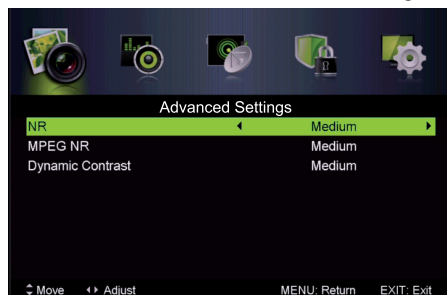 Advanced Settings
NR Medium
MPEG NR Medium
Dynamic Contrast Medium
Move Adjust MENU: Return EXIT: Exit